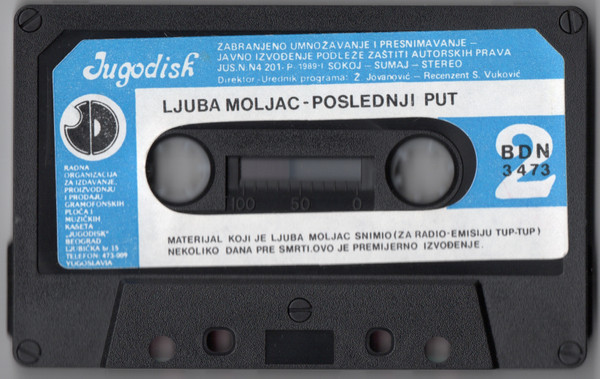 Jugodisk
ZABRANJENO UMNOŽAVANJE I PRESNIMAVANJE –
JAVNO IZVOĐENJE PODLEŽE ZAŠTITI AUTORSKIH PRAVA
JUS.N.N4 201-P-1989-I SOKOJ – SUMAJ – STEREO
Direktor-Urednik programa: Ž Jovanović – Recenzent S. Vuković
LJUBA MOLJAC-POSLEDNJI PUT
2
BDN
3473
100 50 0
RADNA
ORGANIZACIJA
ZA IZDAVANJE,
PROIZVODNJU
I PRODAJU
GRAMOFONSKIH
PLOČA I
MUZIČKIH
KASETA
„JUGODISK"
BEOGRAD
LJUBIČKA br. 15
TELEFON: 473-009
YUGOSLAVIA
MATERIJAL KOJI JE LJUBA MOLJAC SNIMIO(ZA RADIO-EMISIJU TUP-TUP)
NEKOLIKO DANA PRE SMRTI.OVO JE PREMIJERNO IZVOĐENJE.